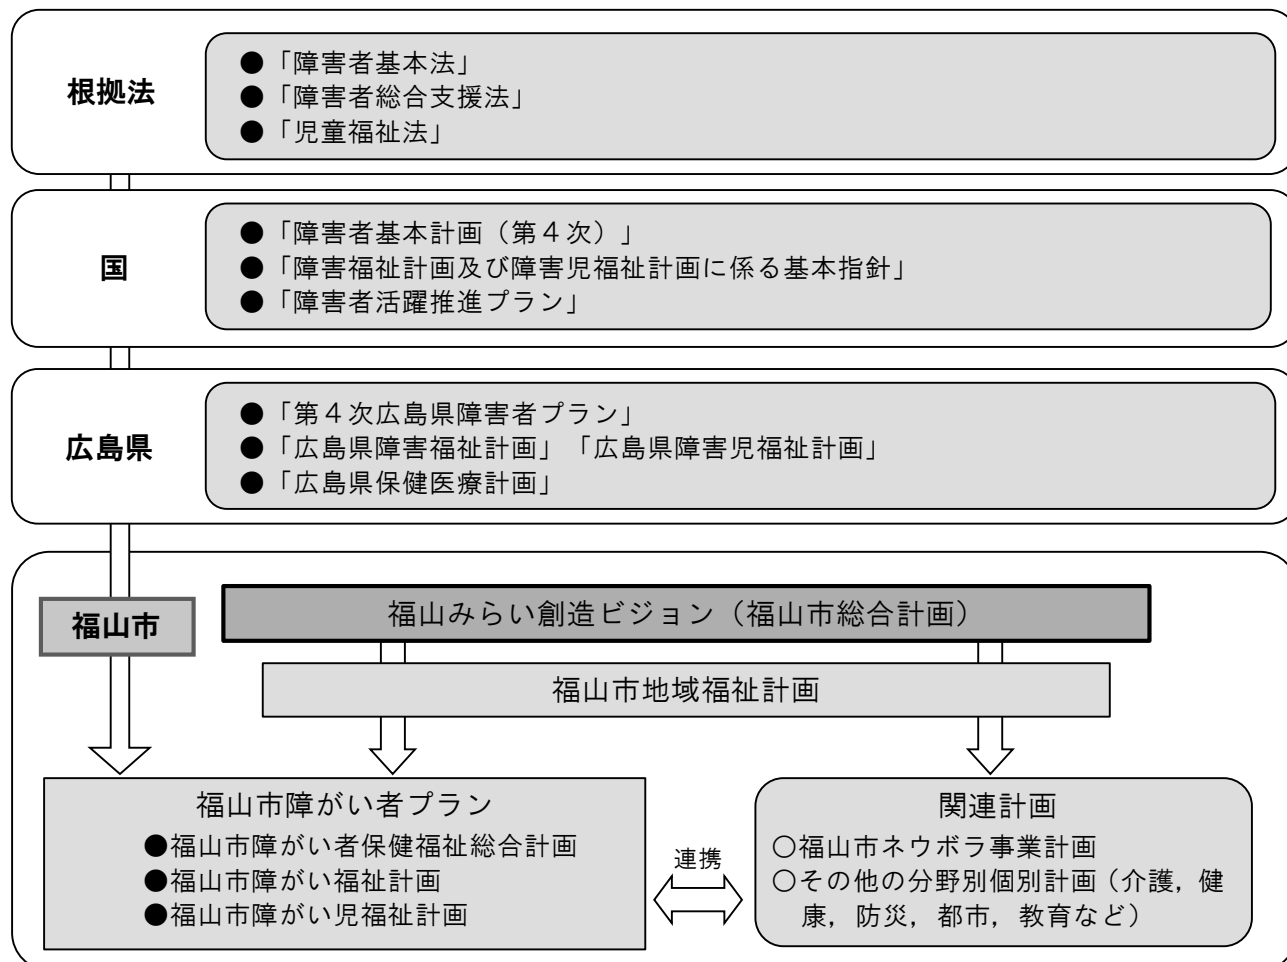 根拠法
●「障害者基本法」
●「障害者総合支援法」
●「児童福祉法」
国
●「障害者基本計画（第４次）」
●「障害福祉計画及び障害児福祉計画に係る基本指針」
●「障害者活躍推進プラン」
広島県
●「第４次広島県障害者プラン」
●「広島県障害福祉計画」「広島県障害児福祉計画」
●「広島県保健医療計画」
福山市
福山みらい創造ビジョン（福山市総合計画）
福山市地域福祉計画
福山市障がい者プラン
●福山市障がい者保健福祉総合計画
●福山市障がい福祉計画
●福山市障がい児福祉計画
連携
関連計画
○福山市ネウボラ事業計画
○その他の分野別個別計画（介護，健
康，防災，都市，教育など）